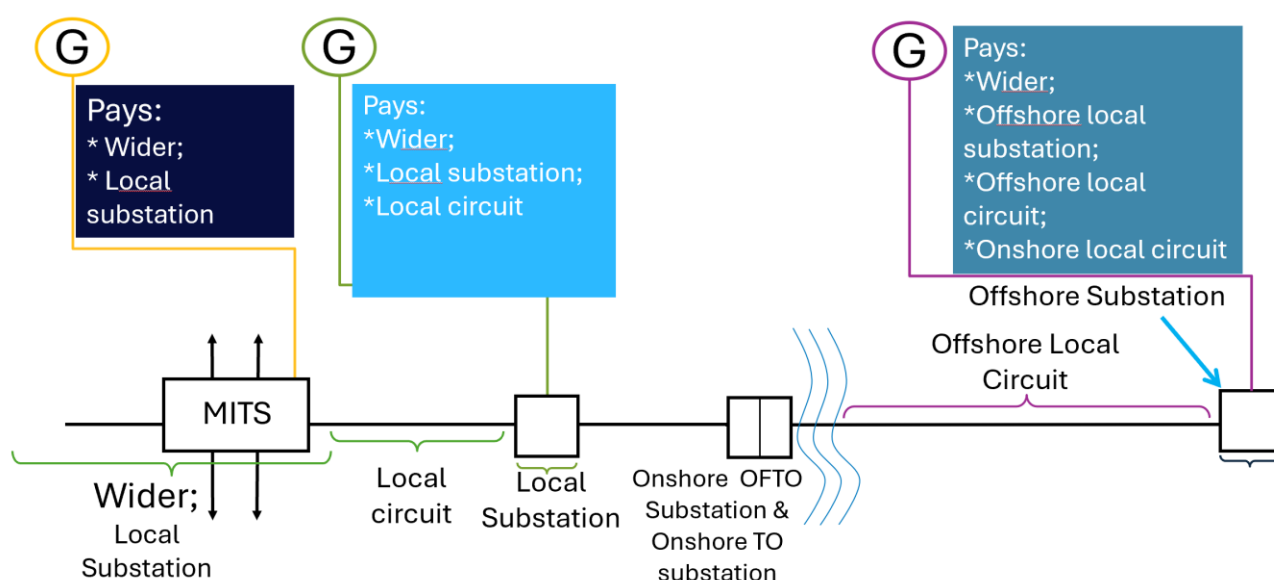 G
Pays:
* Wider;
* Local
substation
G
Pays:
*Wider;
*Local substation;
*Local circuit
G
Pays:
*Wider;
*Offshore local
substation;
*Offshore local
circuit;
*Onshore local circuit
Offshore Substation
Offshore Local
Circuit
MITS
Wider;
Local
Substation
Local
circuit
Local
Substation
Onshore OFTO
Substation &
Onshore TO
substation